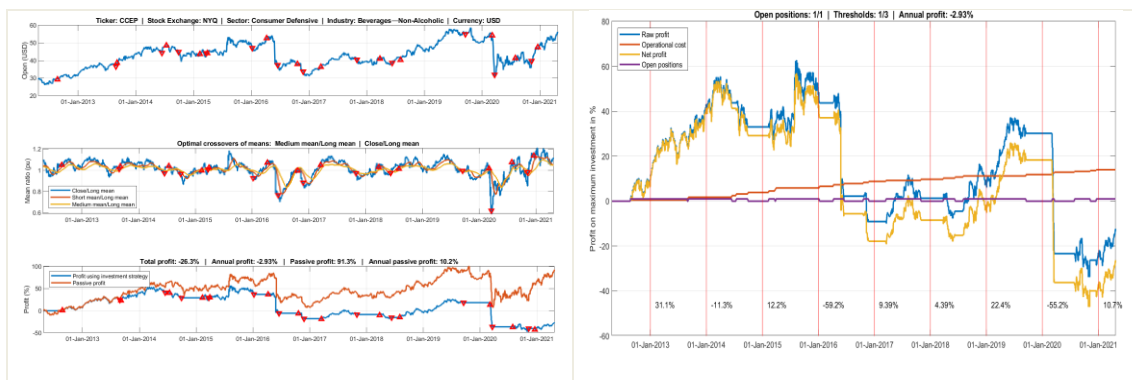 Ticker: CCEP | Stock Exchange: NYQ | Sector: Consumer Defensive | Industry: Beverages—Non-Alcoholic | Currency: USD
Open (USD)
60
50
40
30
20
01-Jan-2013 01-Jan-2014 01-Jan-2015 01-Jan-2016 01-Jan-2017 01-Jan-2018 01-Jan-2019 01-Jan-2020 01-Jan-2021
Optimal crossovers of means: Medium mean/Long mean | Close/Long mean
Mean ratio (pu)
1.2
1.0
0.8
0.6
Close/Long mean
Short mean/Long mean
Medium mean/Long mean
01-Jan-2013 01-Jan-2014 01-Jan-2015 01-Jan-2016 01-Jan-2017 01-Jan-2018 01-Jan-2019 01-Jan-2020 01-Jan-2021
Total profit: -26.3% | Annual profit: -2.93% | Passive profit: 91.3% | Annual passive profit: 10.2%
Profit (%)
100
50
0
-50
Profit using investment strategy
Passive profit
01-Jan-2013 01-Jan-2014 01-Jan-2015 01-Jan-2016 01-Jan-2017 01-Jan-2018 01-Jan-2019 01-Jan-2020 01-Jan-2021
Open positions: 1/1 | Thresholds: 1/3 | Annual profit: -2.93%
Profit on maximum investment in %
80
60
40
20
0
-20
-40
-60
Raw profit
Operational cost
Net profit
Open positions
31.1% -11.3% 12.2% -59.2% 9.39% 4.39% 22.4% -55.2% 10.7%
01-Jan-2013 01-Jan-2014 01-Jan-2015 01-Jan-2016 01-Jan-2017 01-Jan-2018 01-Jan-2019 01-Jan-2020 01-Jan-2021